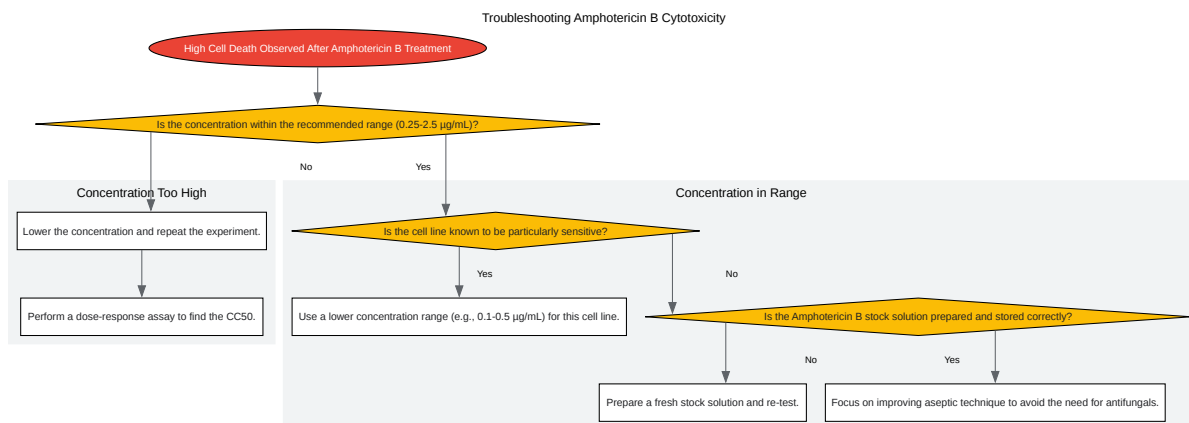 Troubleshooting Amphotericin B Cytotoxicity
High Cell Death Observed After Amphotericin B Treatment
Is the concentration within the recommended range (0.25-2.5 µg/mL)?
No
Yes
Concentration Too High
Concentration in Range
Lower the concentration and repeat the experiment.
Is the cell line known to be particularly sensitive?
Yes
No
Perform a dose-response assay to find the CC50.
Use a lower concentration range (e.g., 0.1-0.5 µg/mL) for this cell line.
Is the Amphotericin B stock solution prepared and stored correctly?
No
Yes
Prepare a fresh stock solution and re-test.
Focus on improving aseptic technique to avoid the need for antifungals.